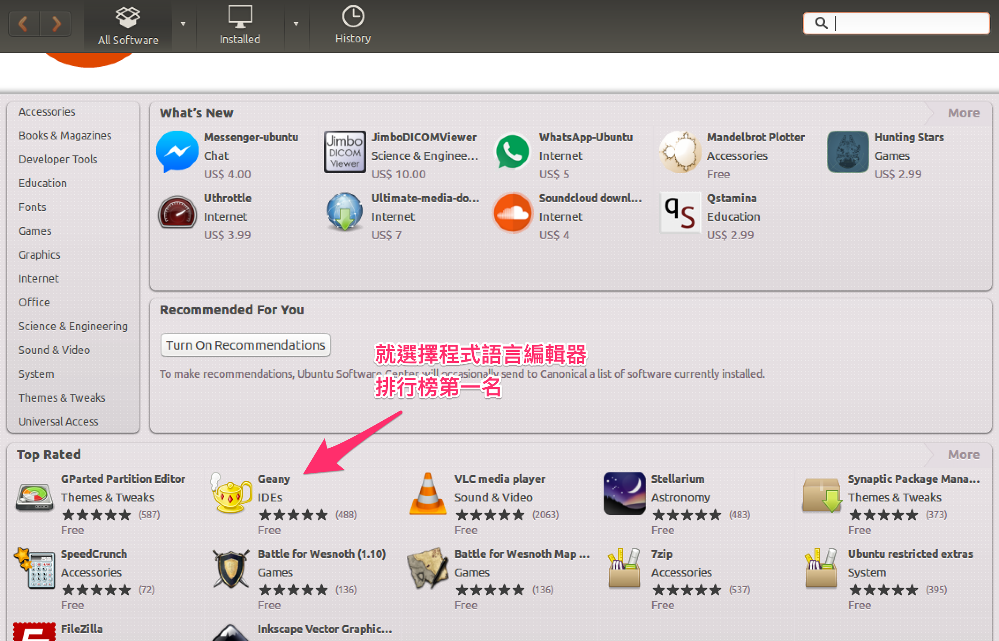 All Software
Installed
History
Accessories
Books & Magazines
Developer Tools
Education
Fonts
Games
Graphics
Internet
Office
Science & Engineering
Sound & Video
System
Themes & Tweaks
Universal Access
What's New
More
Messenger-ubuntu
Chat
US$ 4.00
Jimbo
DICOM
Viewer
JimboDICOMViewer
Science & Enginee...
US$ 10.00
WhatsApp-Ubuntu
Internet
US$ 5
Mandelbrot Plotter
Accessories
Free
Hunting Stars
Games
US$ 2.99
Uthrottle
Internet
US$ 3.99
Ultimate-media-do...
Internet
US$ 7
Soundcloud downl...
Internet
US$ 4
qs
Qstamina
Education
US$ 2.99
Recommended For You
Turn On Recommendations
就選擇程式語言編輯器
To make recommendations, Ubuntu Software Center will occasionally send to Canonical a list of software currently installed.
排行榜第一名
Top Rated
More
GParted Partition Editor
Themes & Tweaks
★★★★★ (587)
Free
Geany
IDEs
★★★★★ (488)
Free
VLC media player
Sound & Video
★★★★★ (2063)
Free
Stellarium
Astronomy
★★★★★ (483)
Free
Synaptic Package Mana...
Themes & Tweaks
★★★★★ (373)
Free
SpeedCrunch
Accessories
★★★★★ (72)
Free
Battle for Wesnoth (1.10)
Games
★★★★★ (136)
Free
Battle for Wesnoth Map ...
Games
★★★★★ (136)
Free
7zip
Accessories
★★★★★ (537)
Free
Ubuntu restricted extras
System
★★★★★ (395)
Free
FileZilla
Inkscape Vector Graphic...